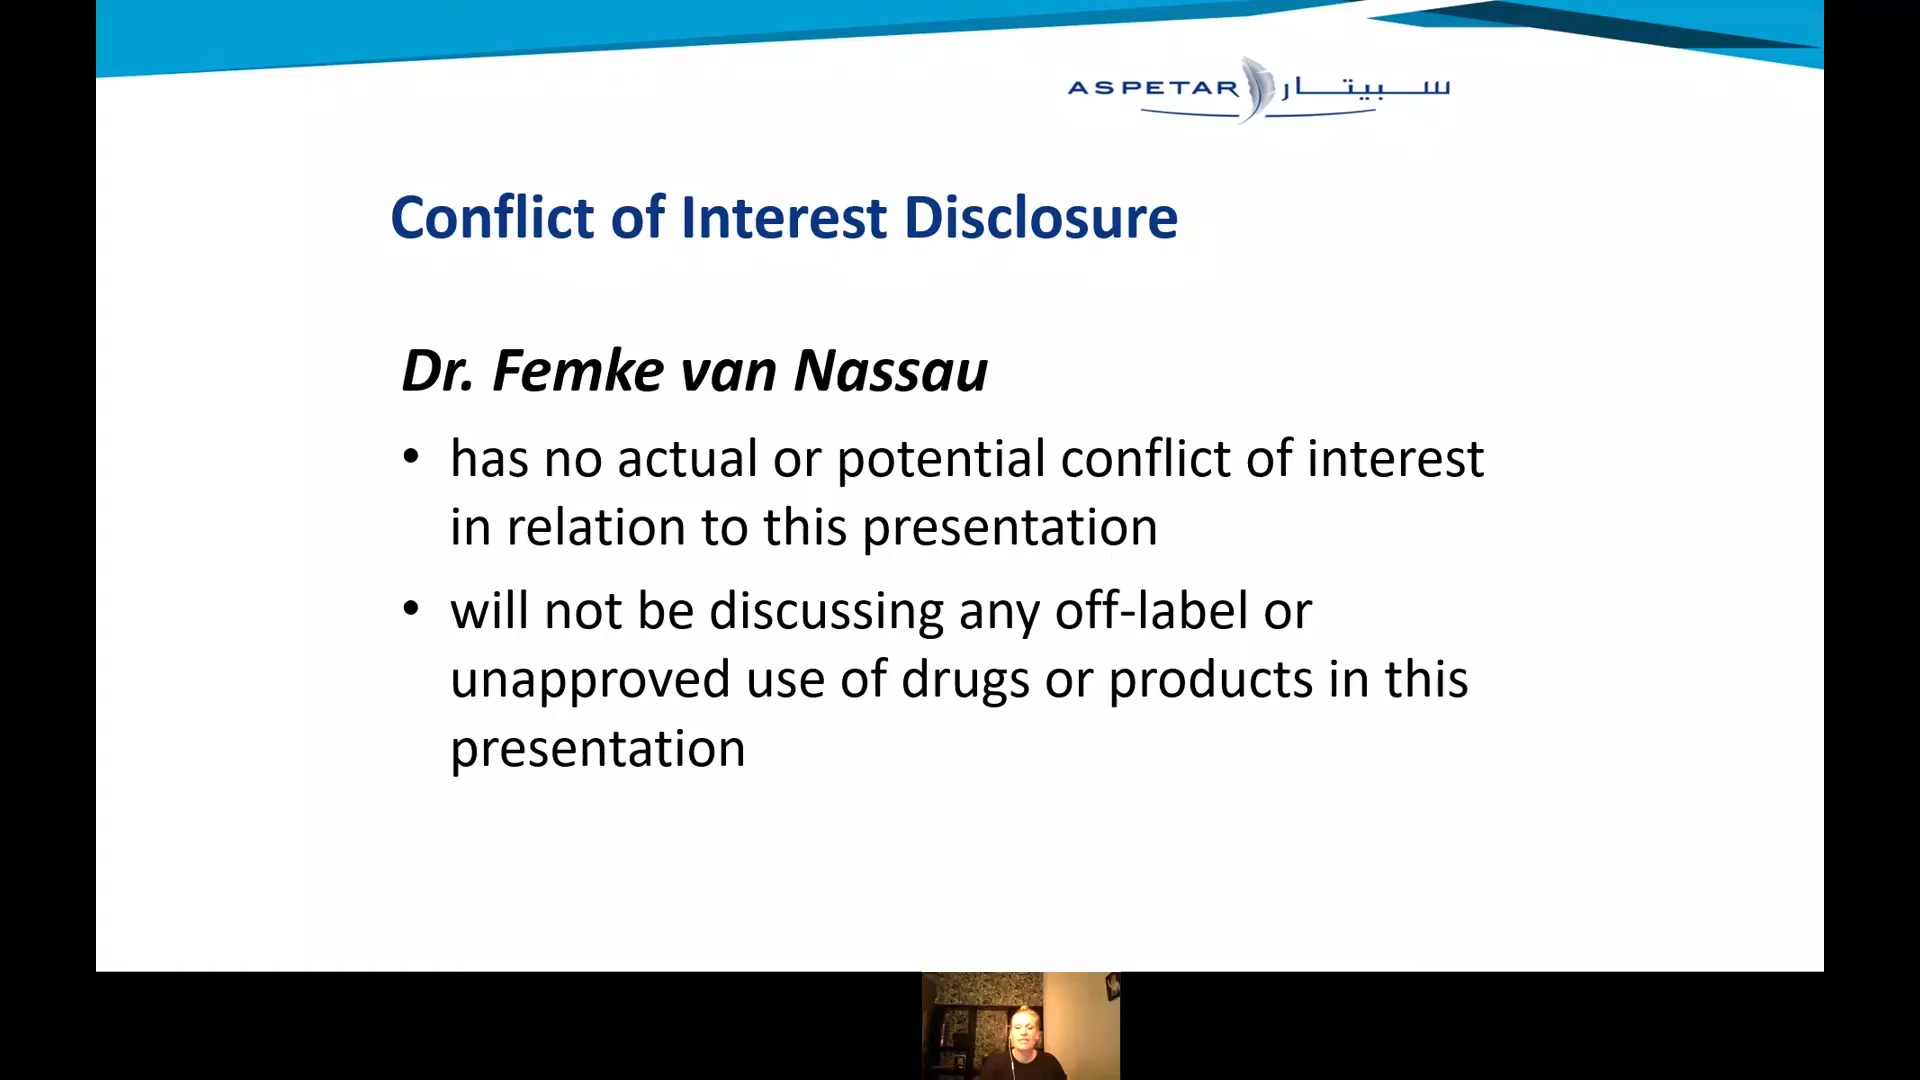 ASPETAR سبيتار
Conflict of Interest Disclosure
Dr. Femke van Nassau
• has no actual or potential conflict of interest
in relation to this presentation
• will not be discussing any off-label or
unapproved use of drugs or products in this
presentation